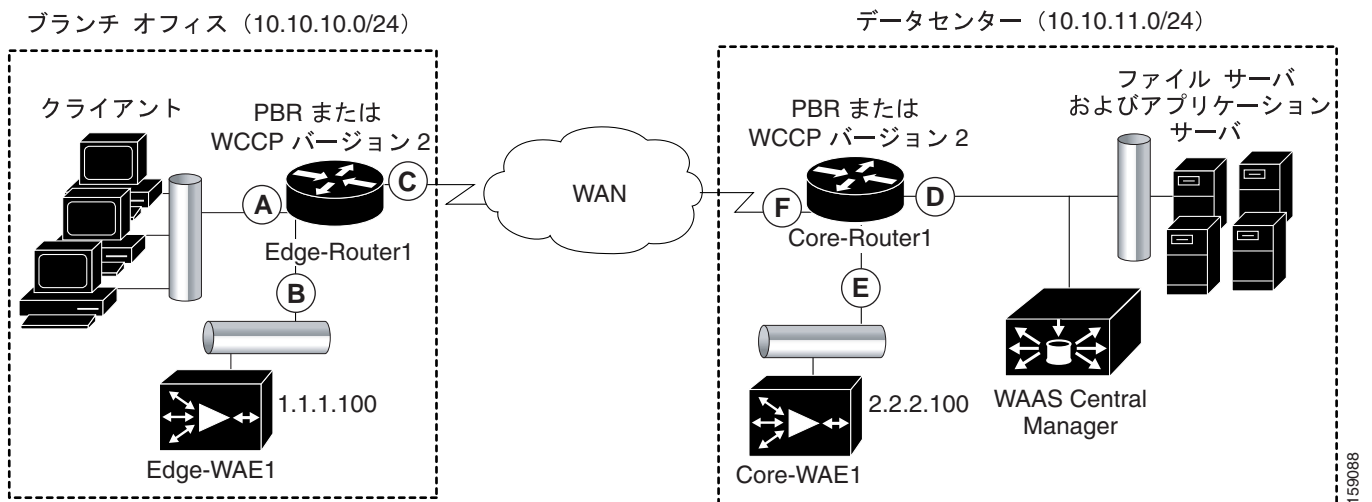 ブランチ オフィス（10.10.10.0/24）
クライアント
PBR または
WCCP バージョン 2
A
C
Edge-Router1
B
1.1.1.100
Edge-WAE1
WAN
データセンター（10.10.11.0/24）
PBR または
WCCP バージョン 2
F
D
Core-Router1
E
2.2.2.100
Core-WAE1
ファイル サーバ
およびアプリケーション
サーバ
WAAS Central
Manager
159088